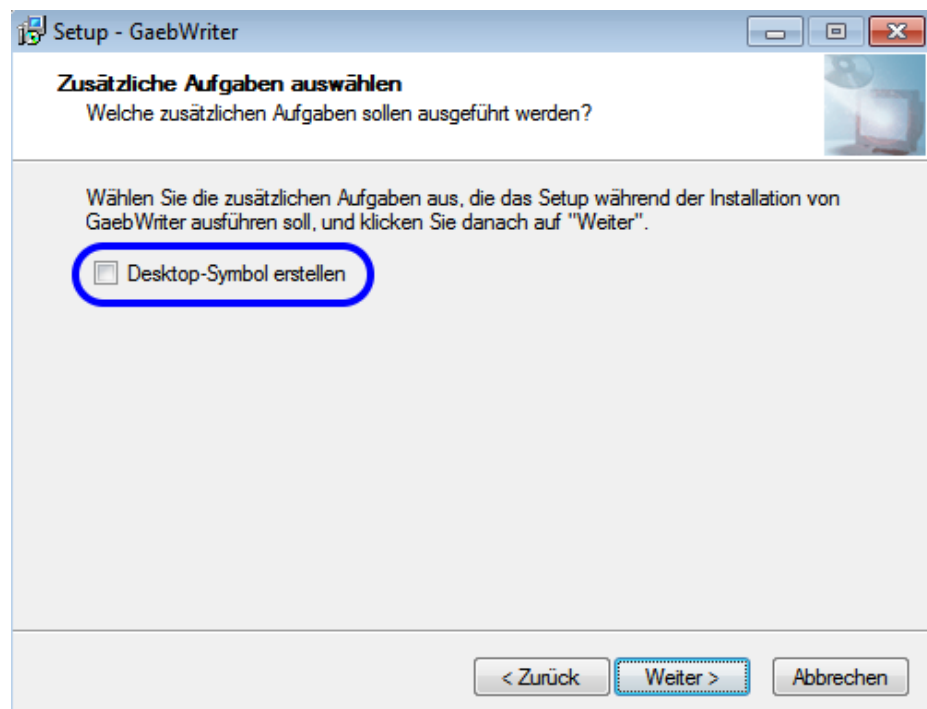 Setup - GaebWriter
Zusätzliche Aufgaben auswählen
Welche zusätzlichen Aufgaben sollen ausgeführt werden?
Wählen Sie die zusätzlichen Aufgaben aus, die das Setup während der Installation von
GaebWriter ausführen soll, und klicken Sie danach auf "Weiter".
Desktop-Symbol erstellen
< Zurück Weiter > Abbrechen